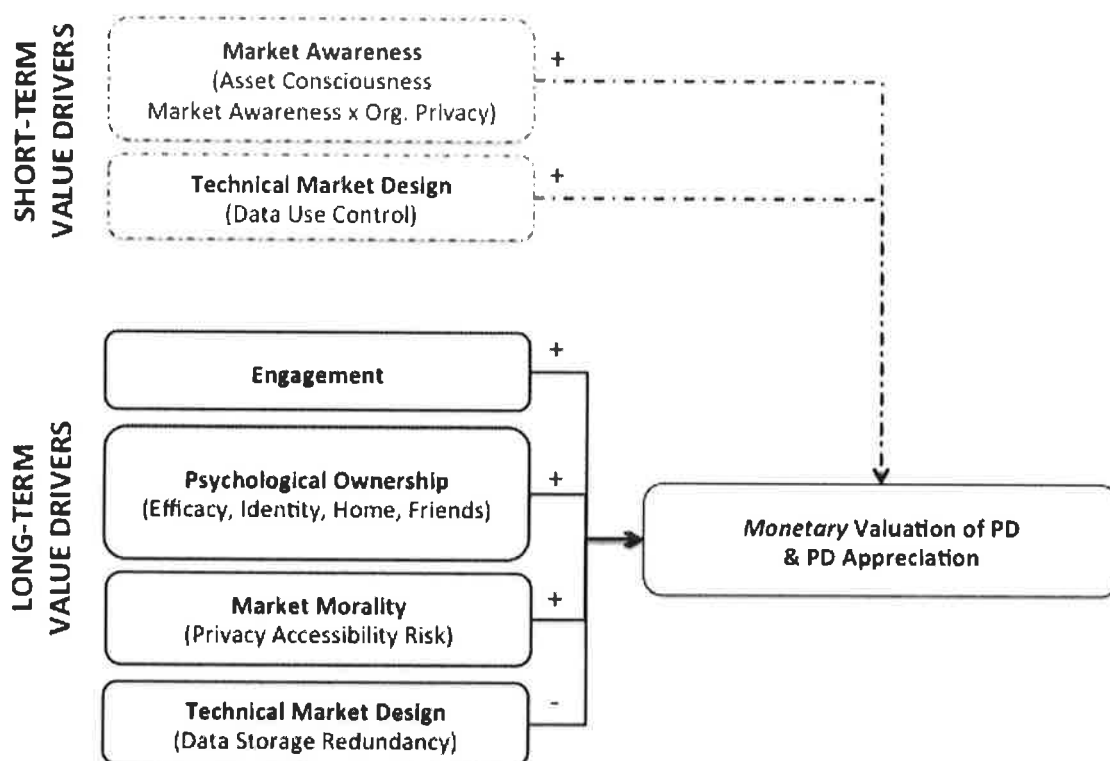 SHORT-TERM
VALUE DRIVERS
Market Awareness
(Asset Consciousness
Market Awareness x Org. Privacy)
+
Technical Market Design
(Data Use Control)
+
LONG-TERM
VALUE DRIVERS
Engagement
+
Psychological Ownership
(Efficacy, Identity, Home, Friends)
+
Market Morality
(Privacy Accessibility Risk)
+
Technical Market Design
(Data Storage Redundancy)
-
Monetary Valuation of PD
& PD Appreciation